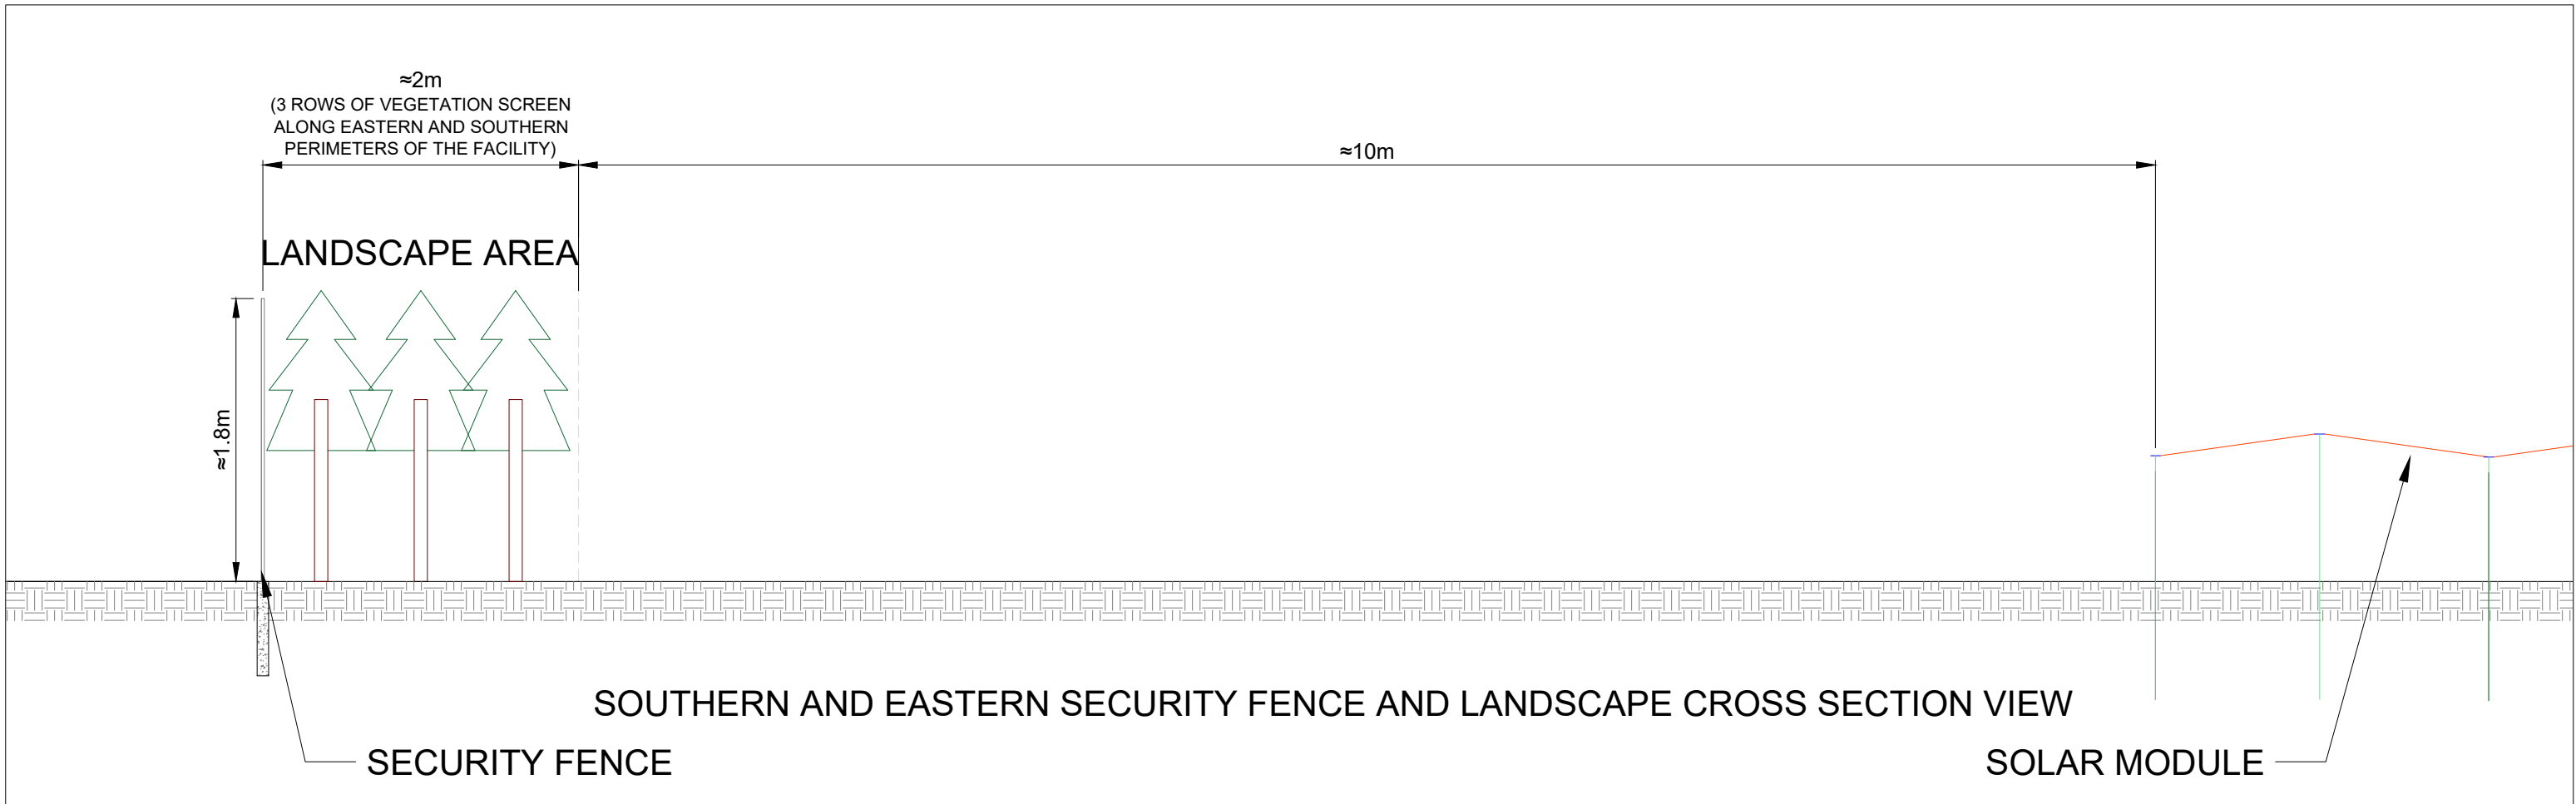 ≈2m
(3 ROWS OF VEGETATION SCREEN
ALONG EASTERN AND SOUTHERN
PERIMETERS OF THE FACILITY)
≈10m
LANDSCAPE AREA
≈1.8m
SOUTHERN AND EASTERN SECURITY FENCE AND LANDSCAPE CROSS SECTION VIEW
SECURITY FENCE
SOLAR MODULE